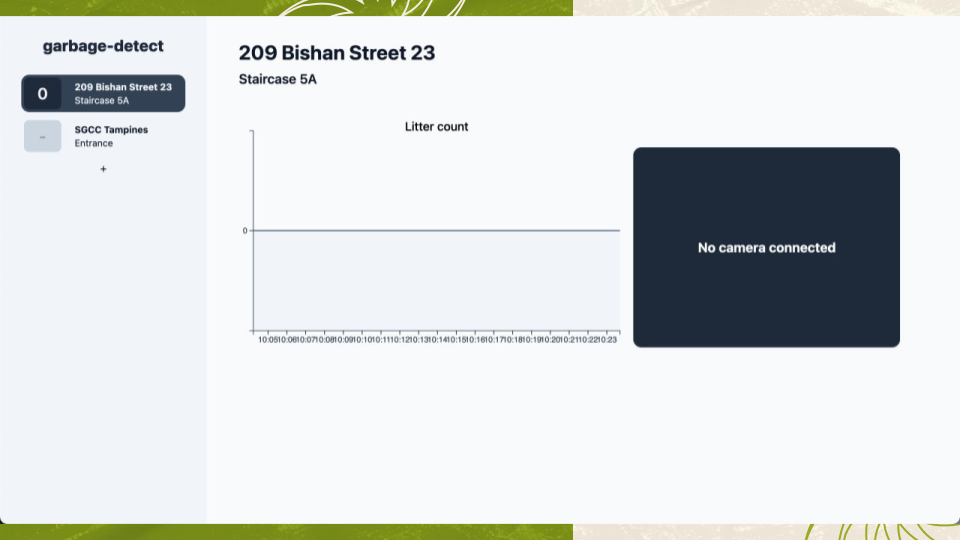 garbage-detect
0
209 Bishan Street 23
Staircase 5A
–
SGCC Tampines
Entrance
+
209 Bishan Street 23
Staircase 5A
Litter count
0
10:05 10:06 10:07 10:08 10:09 10:10 10:11 10:12 10:13 10:14 10:15 10:16 10:17 10:18 10:19 10:20 10:21 10:22 10:23
No camera connected